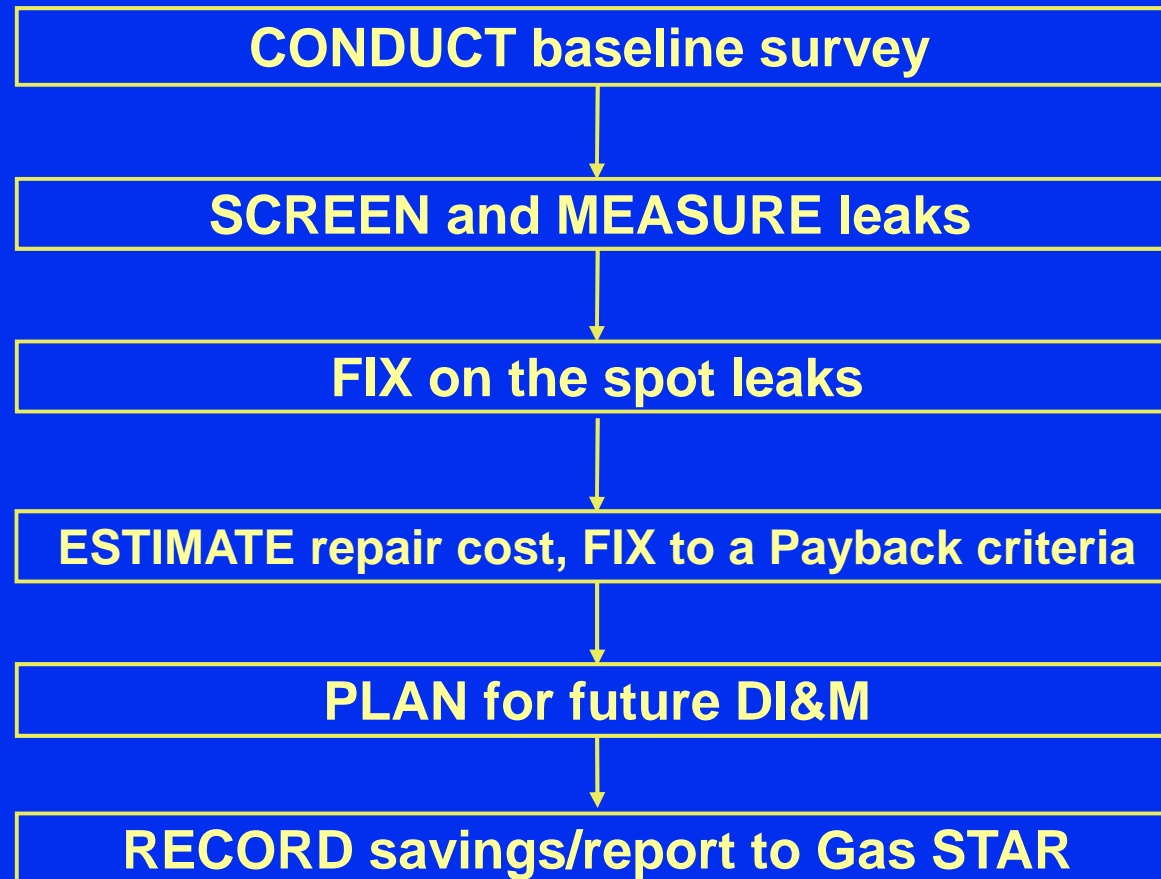 CONDUCT baseline survey
SCREEN and MEASURE leaks
FIX on the spot leaks
ESTIMATE repair cost, FIX to a Payback criteria
PLAN for future DI&M
RECORD savings/report to Gas STAR